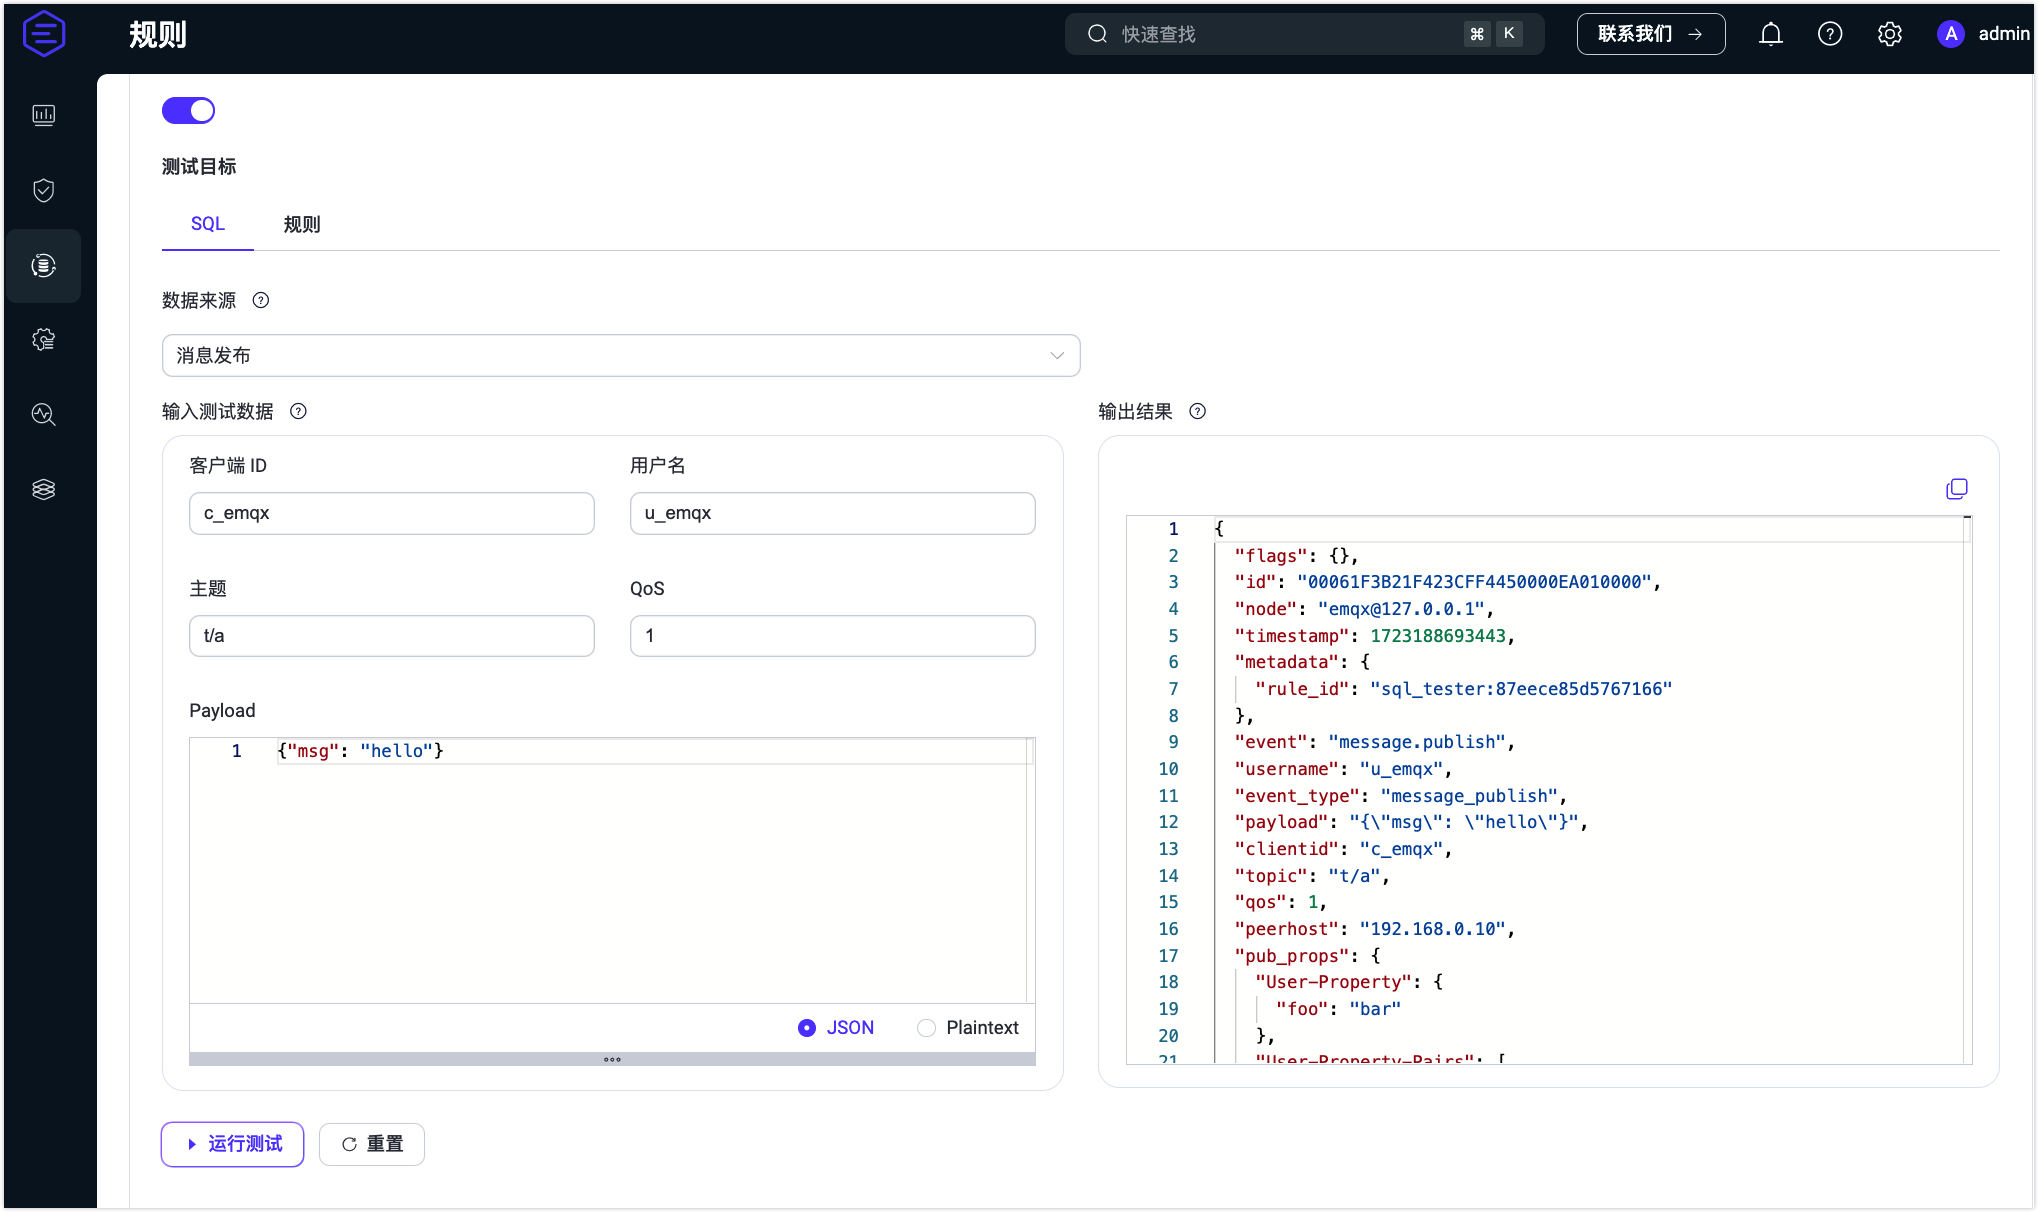 规则
快速查找
⌘ K
联系我们 →
A admin
测试目标
SQL 规则
数据来源
消息发布
输入测试数据
客户端 ID
用户名
c_emqx
u_emqx
主题
QoS
t/a
1
Payload
1 {"msg": "hello"}
JSON
Plaintext
运行测试
重置
输出结果
1 {
2 "flags": {},
3 "id": "00061F3B21F423CFF4450000EA010000",
4 "node": "emqx@127.0.0.1",
5 "timestamp": 1723188693443,
6 "metadata": {
7 "rule_id": "sql_tester:87eece85d5767166"
8 },
9 "event": "message.publish",
10 "username": "u_emqx",
11 "event_type": "message_publish",
12 "payload": "{\"msg\": \"hello\"}",
13 "clientid": "c_emqx",
14 "topic": "t/a",
15 "qos": 1,
16 "peerhost": "192.168.0.10",
17 "pub_props": {
18 "User-Property": {
19 "foo": "bar"
20 },
21 "User-Property-Pairs": [